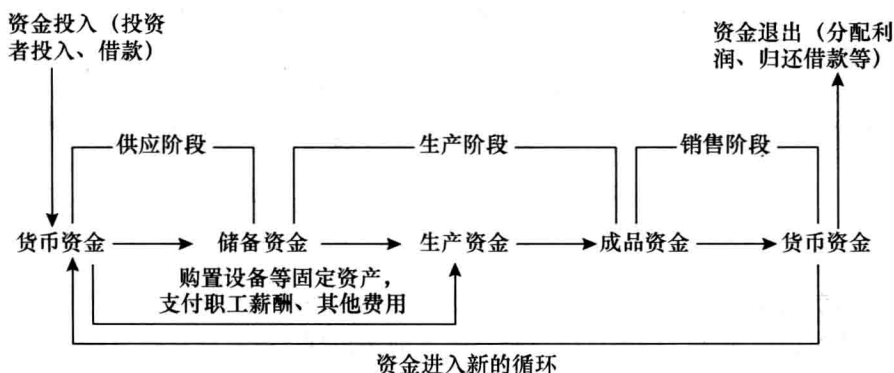 资金投入（投资
者投入、借款）
资金退出（分配利
润、归还借款等）
供应阶段
生产阶段
销售阶段
货币资金
储备资金
生产资金
成品资金
货币资金
购置设备等固定资产，
支付职工薪酬、其他费用
资金进入新的循环